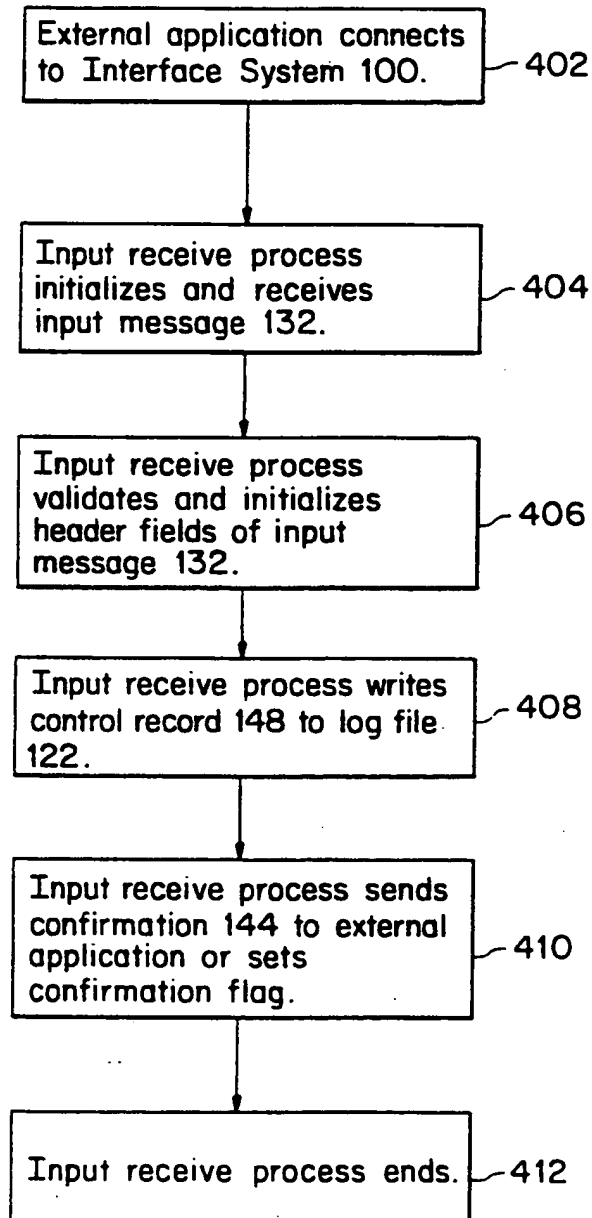 External application connects
to Interface System 100.
402
Input receive process
initializes and receives
input message 132.
404
Input receive process
validates and initializes
header fields of input
message 132.
406
Input receive process writes
control record 148 to log file
122.
408
Input receive process sends
confirmation 144 to external
application or sets
confirmation flag.
410
Input receive process ends.
412